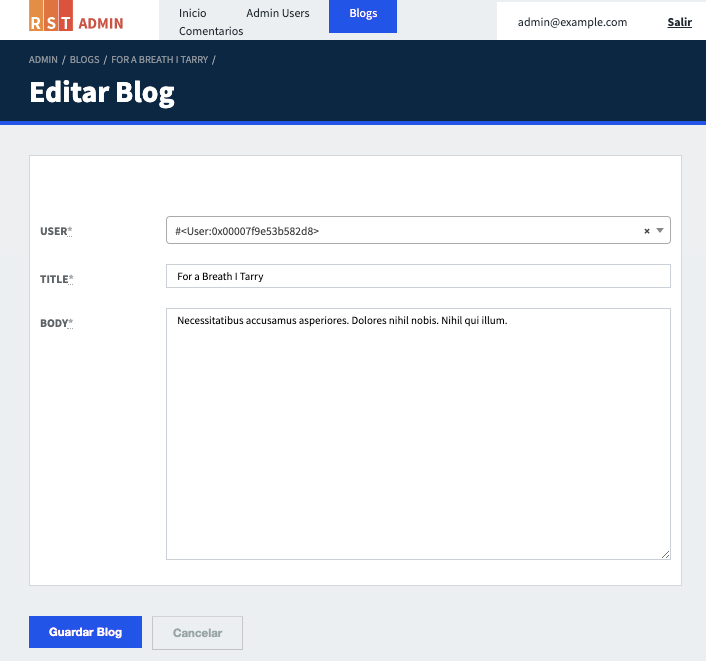 RST ADMIN
Inicio
Admin Users
Blogs
Comentarios
admin@example.com
Salir
ADMIN / BLOGS / FOR A BREATH I TARRY /
Editar Blog
USER*
#<User:0x00007f9e53b582d8>
×
TITLE*
For a Breath I Tarry
BODY*
Necessitatibus accusamus asperiores. Dolores nihil nobis. Nihil qui illum.
Guardar Blog
Cancelar